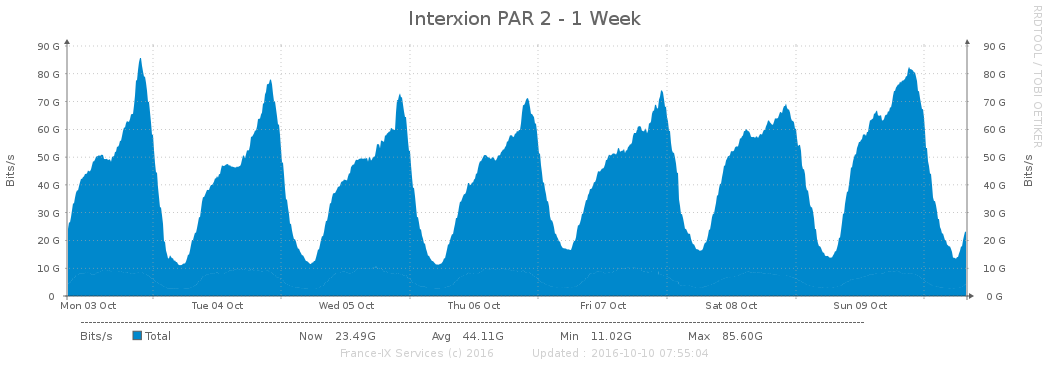 Interxion PAR 2 - 1 Week
RRDTOOL / TOBI OETIKER
90 G 90 G
80 G 80 G
70 G 70 G
60 G 60 G
50 G 50 G
40 G 40 G
30 G 30 G
20 G 20 G
10 G 10 G
0 0 G
Bits/s Bits/s
Mon 03 Oct Tue 04 Oct Wed 05 Oct Thu 06 Oct Fri 07 Oct Sat 08 Oct Sun 09 Oct
Bits/s Total Now 23.49G Avg 44.11G Min 11.02G Max 85.60G
France-IX Services (c) 2016 Updated : 2016-10-10 07:55:04